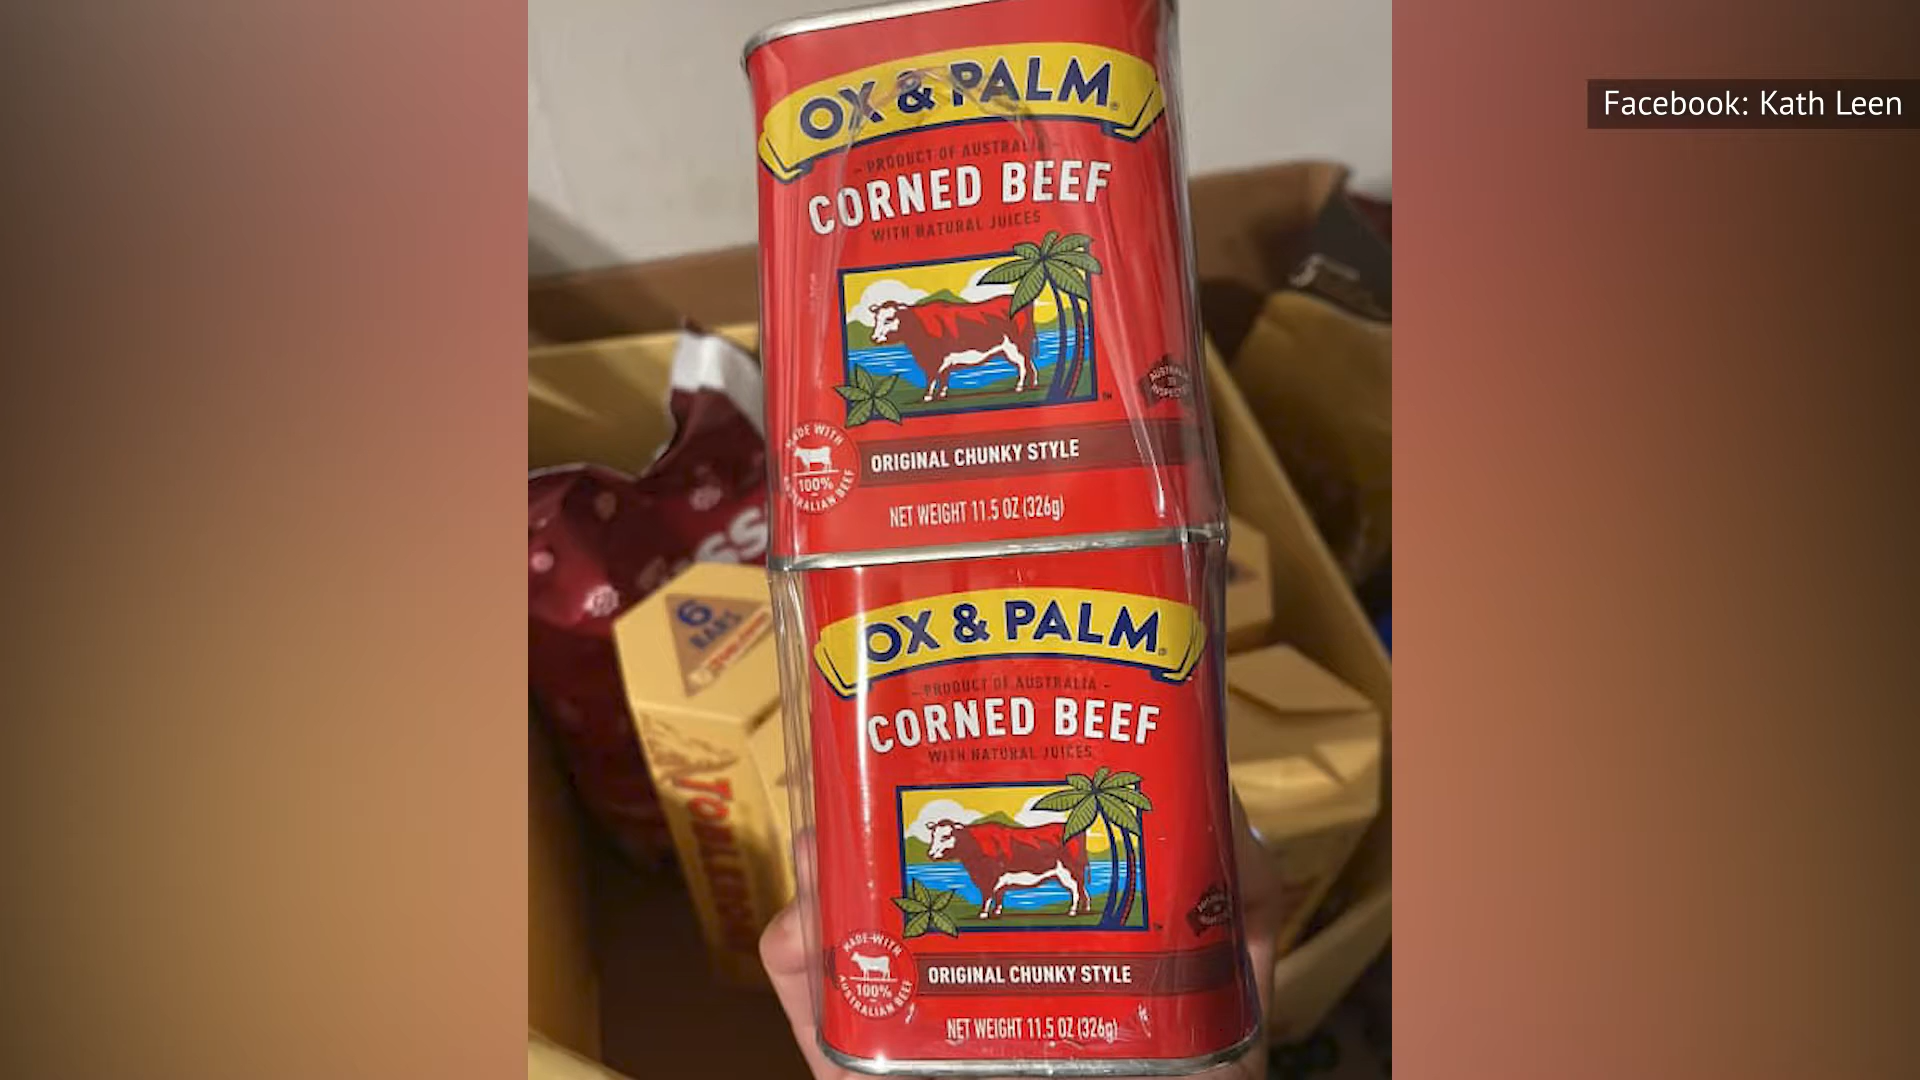 Facebook: Kath Leen
OX & PALM
- PRODUCT OF AUSTRALIA -
CORNED BEEF
WITH NATURAL JUICES
MADE WITH
100%
AUSTRALIAN BEEF
ORIGINAL CHUNKY STYLE
NET WEIGHT 11.5 OZ (326g)
6
BARS
OX & PALM
- PRODUCT OF AUSTRALIA -
CORNED BEEF
WITH NATURAL JUICES
MADE WITH
100%
AUSTRALIAN BEEF
ORIGINAL CHUNKY STYLE
NET WEIGHT 11.5 OZ (326g)